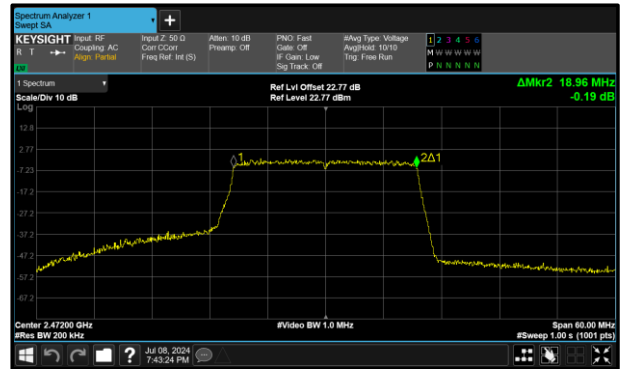 Spectrum Analyzer 1
Swept SA
KEYSIGHT
R T
Input: RF
Coupling: AC
Align: Partial
Input Z: 50 Ω
Corr CCorr
Freq Ref: Int (S)
Atten: 10 dB
Preamp: Off
PNO: Fast
Gate: Off
IF Gain: Low
Sig Track: Off
#Avg Type: Voltage
Avg|Hold: 10/10
Trig: Free Run
1 2 3 4 5 6
M W W W W W
P N N N N N
1 Spectrum
Scale/Div 10 dB
Log
Ref Lvl Offset 22.77 dB
Ref Level 22.77 dBm
ΔMkr2 18.96 MHz
-0.19 dB
12.8
2.77
-7.23
-17.2
-27.2
-37.2
-47.2
-57.2
-67.2
1
2Δ1
Center 2.47200 GHz
#Res BW 200 kHz
#Video BW 1.0 MHz
Span 60.00 MHz
#Sweep 1.00 s (1001 pts)
?
Jul 08, 2024
7:43:24 PM